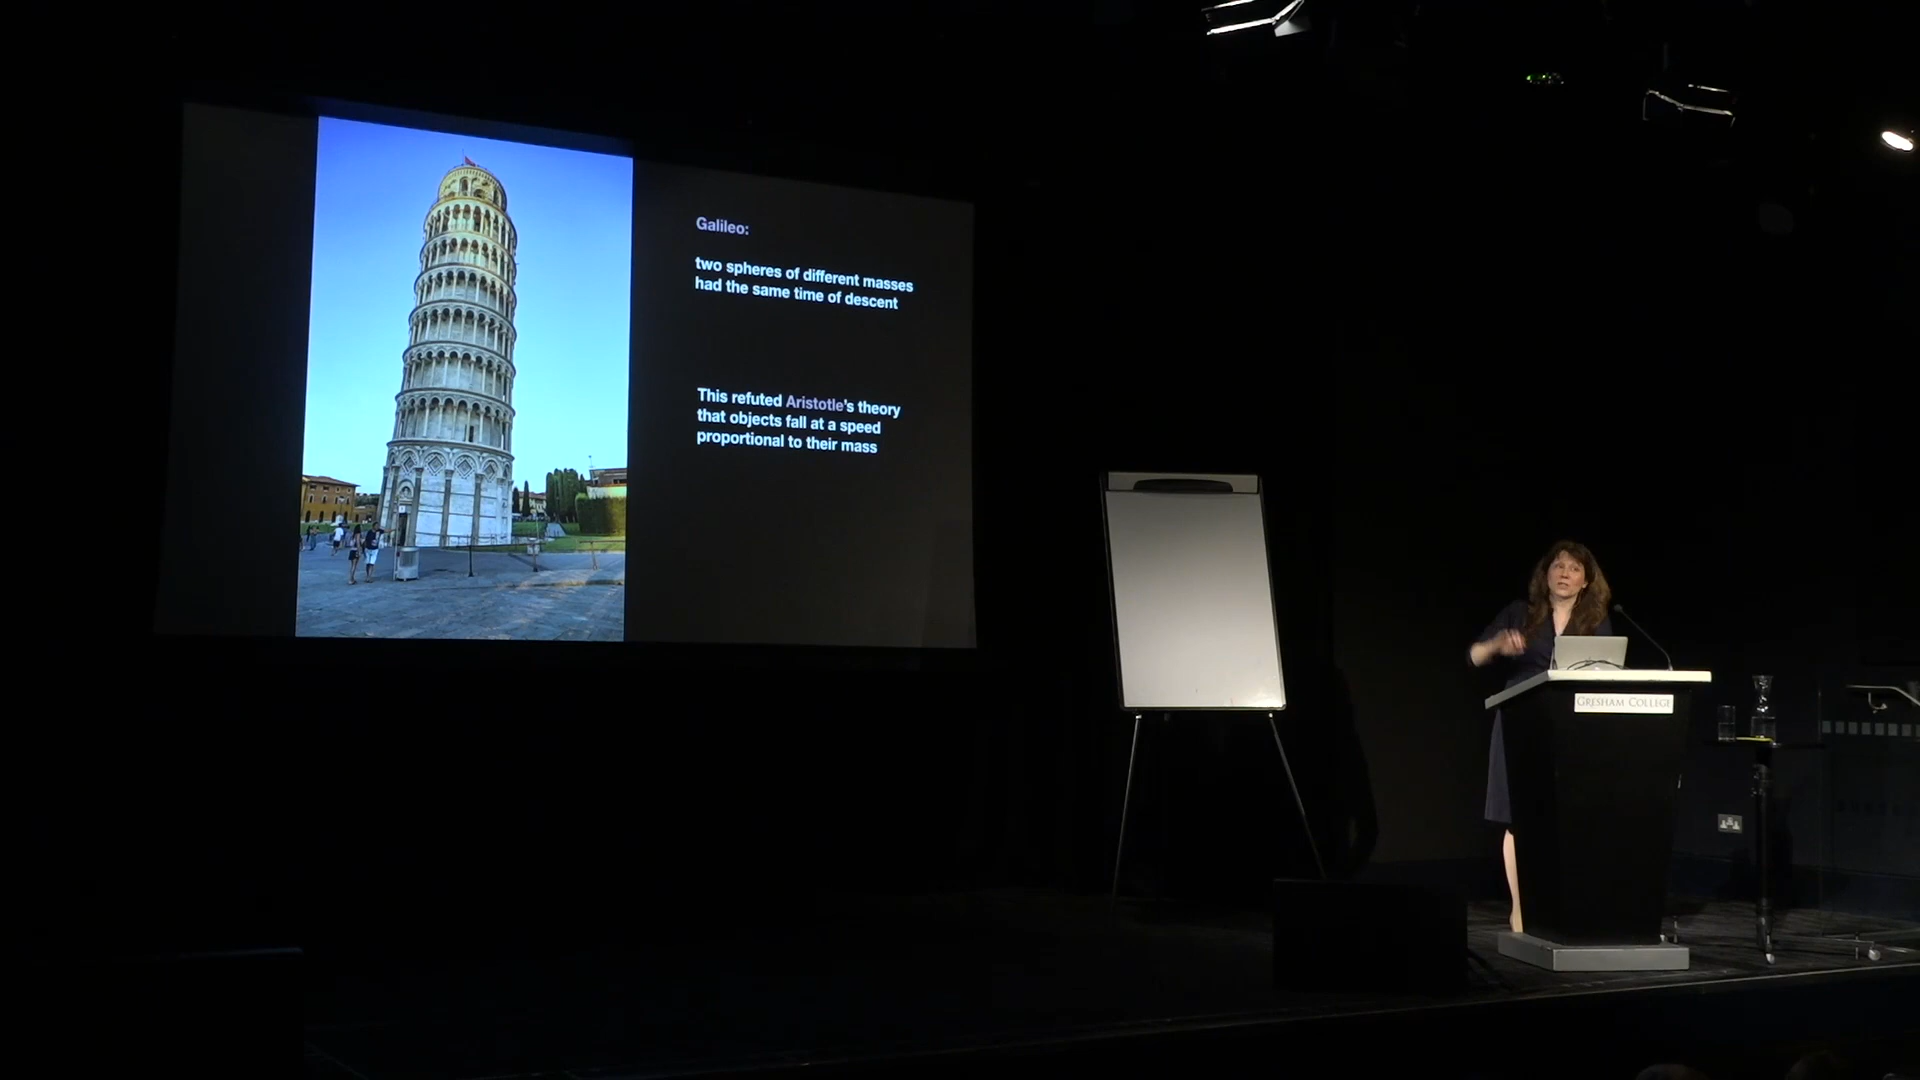 Galileo:
two spheres of different masses
had the same time of descent
This refuted Aristotle's theory
that objects fall at a speed
proportional to their mass
GRESHAM COLLEGE